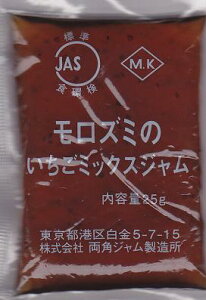 標準
JAS
食環検
M.K
モロズミの
いちごミックスジャム
内容量25g
東京都港区白金5-7-15
株式会社 両角ジャム製造所